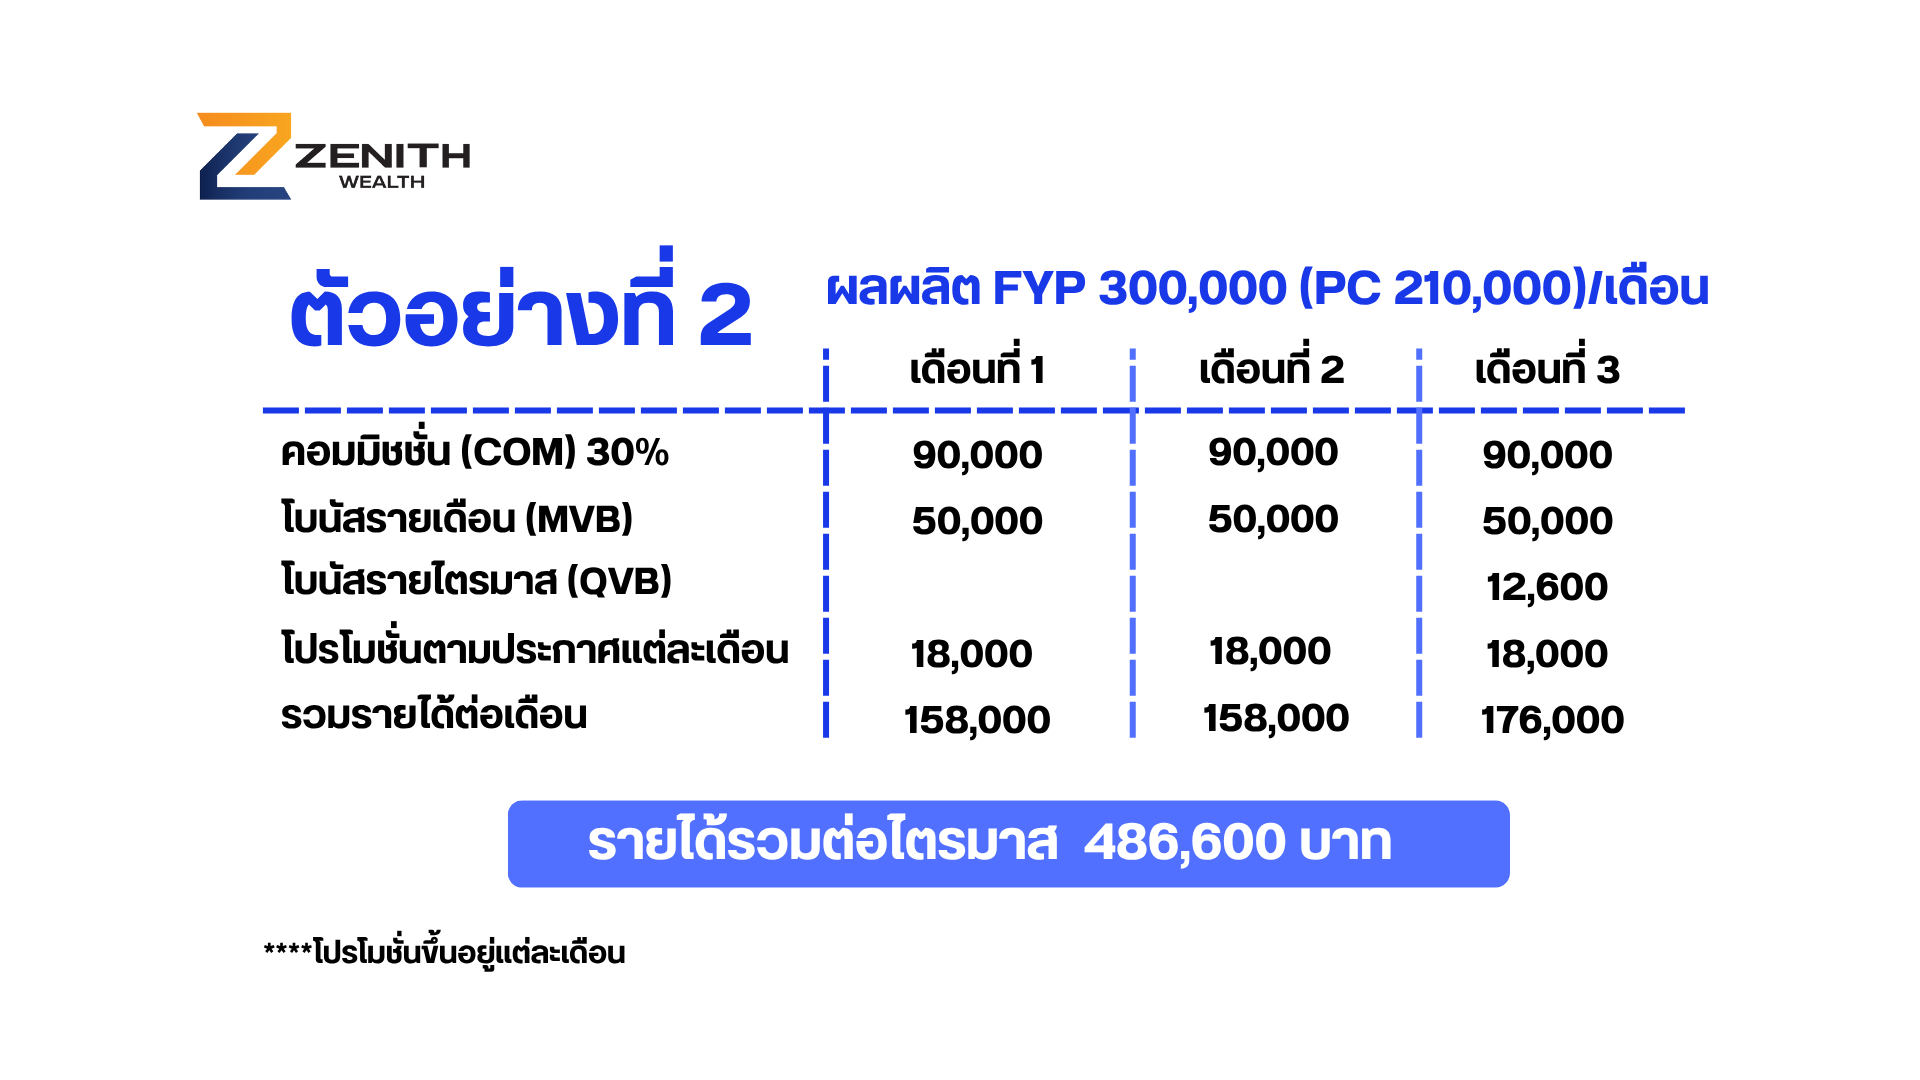 ZENITH
WEALTH
ตัวอย่างที่ 2
ผลผลิต FYP 300,000 (PC 210,000)/เดือน
เดือนที่ 1 เดือนที่ 2 เดือนที่ 3
คอมมิชชั่น (COM) 30% 90,000 90,000 90,000
โบนัสรายเดือน (MVB) 50,000 50,000 50,000
โบนัสรายไตรมาส (QVB) 12,600
โปรโมชั่นตามประกาศแต่ละเดือน 18,000 18,000 18,000
รวมรายได้ต่อเดือน 158,000 158,000 176,000
รายได้รวมต่อไตรมาส 486,600 บาท
****โปรโมชั่นขึ้นอยู่แต่ละเดือน